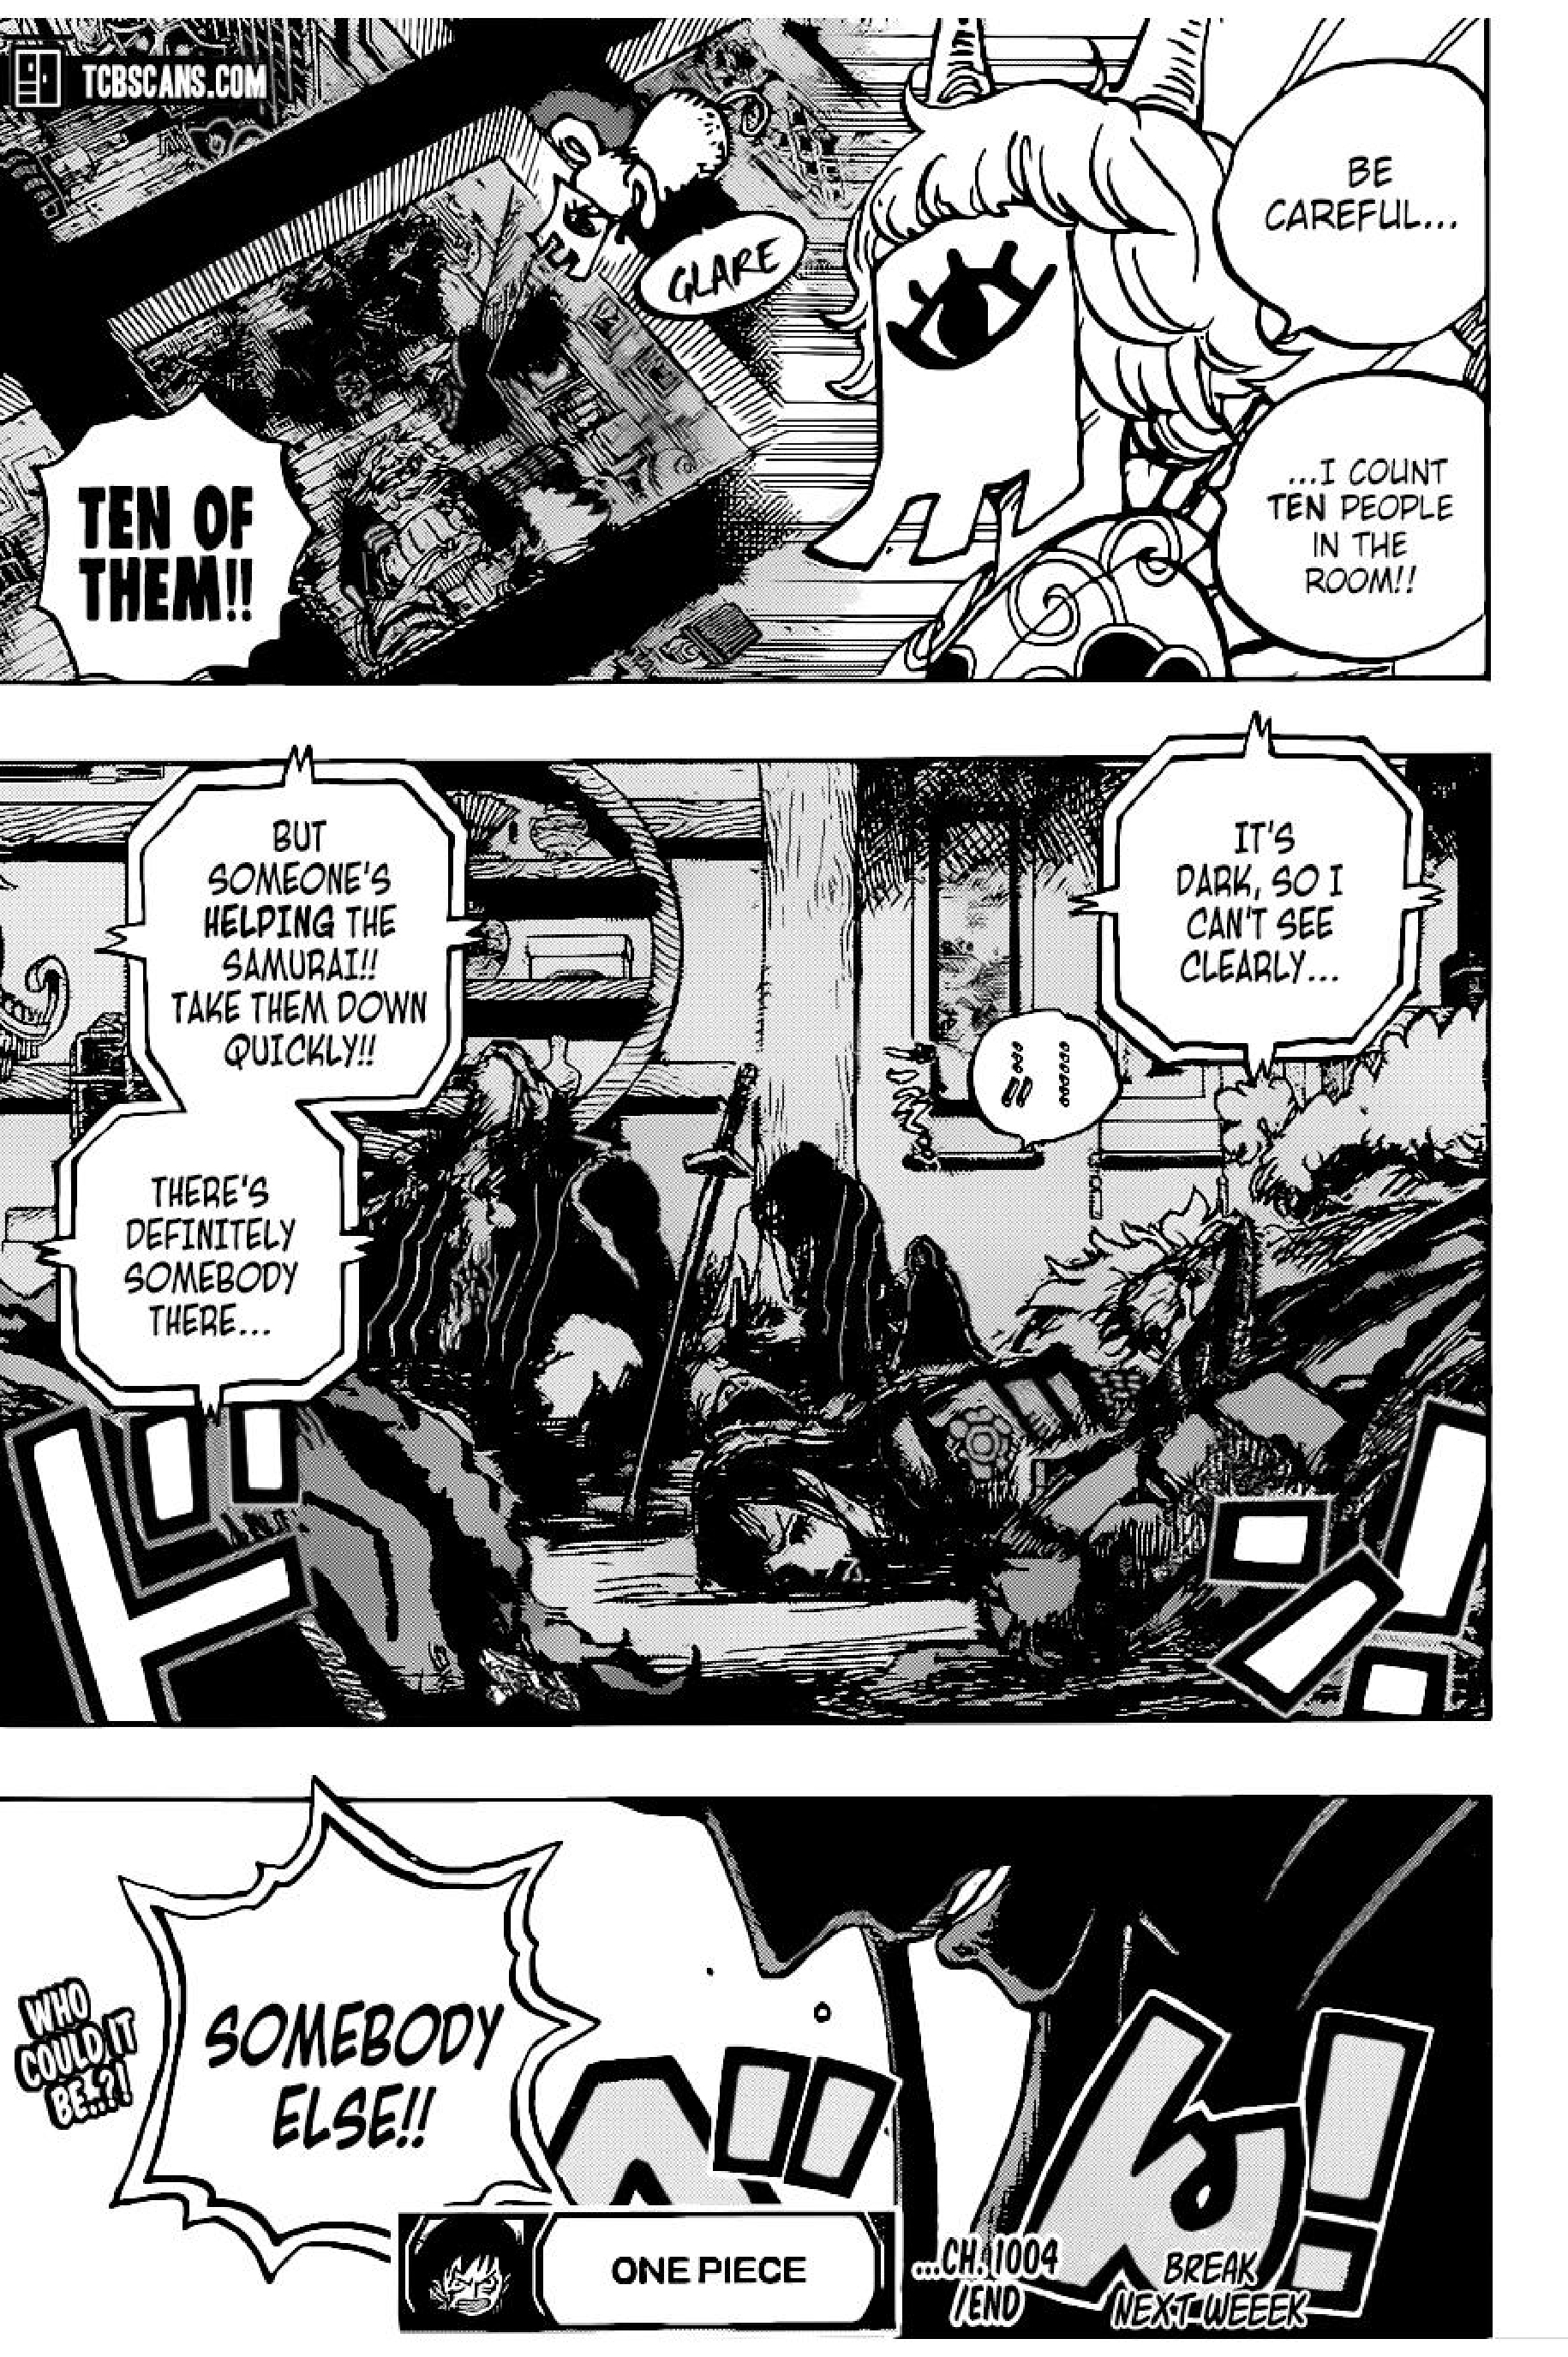 TCBSCANS.COM
BE
CAREFUL...
...I COUNT
TEN PEOPLE
IN THE
ROOM!!
GLARE
TEN OF
THEM!!
IT'S
DARK, SO I
CAN'T SEE
CLEARLY...
BUT
SOMEONE'S
HELPING THE
SAMURAI!!
TAKE THEM DOWN
QUICKLY!!
THERE'S
DEFINITELY
SOMEBODY
THERE...
SOMEBODY
ELSE!!
WHO
COULD IT
BE..?!
ONE PIECE
...CH. 1004
/END
BREAK
NEXT WEEEK